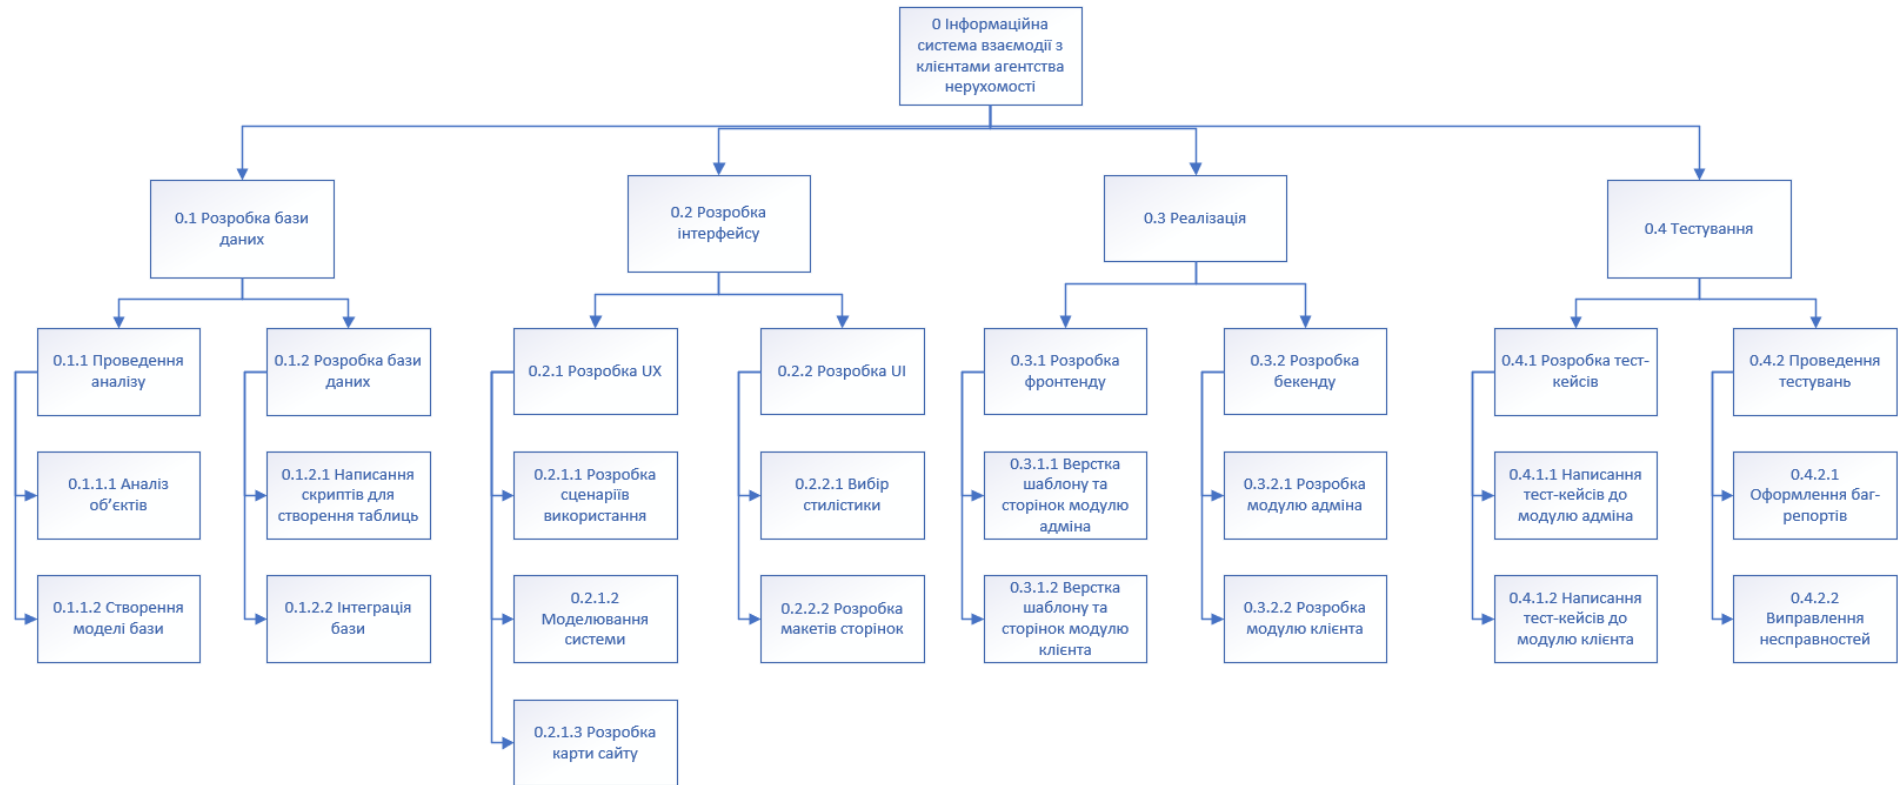 0 Інформаційна
система взаємодії з
клієнтами агентства
нерухомості
0.1 Розробка бази
даних
0.2 Розробка
інтерфейсу
0.3 Реалізація
0.4 Тестування
0.1.1 Проведення
аналізу
0.1.2 Розробка бази
даних
0.2.1 Розробка UX
0.2.2 Розробка UI
0.3.1 Розробка
фронтенду
0.3.2 Розробка
бекенду
0.4.1 Розробка тест-
кейсів
0.4.2 Проведення
тестувань
0.1.1.1 Аналіз
об’єктів
0.1.2.1 Написання
скриптів для
створення таблиць
0.2.1.1 Розробка
сценаріїв
використання
0.2.2.1 Вибір
стилістики
0.3.1.1 Верстка
шаблону та
сторінок модулю
адміна
0.3.2.1 Розробка
модулю адміна
0.4.1.1 Написання
тест-кейсів до
модулю адміна
0.4.2.1
Оформлення баг-
репортів
0.1.1.2 Створення
моделі бази
0.1.2.2 Інтеграція
бази
0.2.1.2
Моделювання
системи
0.2.2.2 Розробка
макетів сторінок
0.3.1.2 Верстка
шаблону та
сторінок модулю
клієнта
0.3.2.2 Розробка
модулю клієнта
0.4.1.2 Написання
тест-кейсів до
модулю клієнта
0.4.2.2
Виправлення
несправностей
0.2.1.3 Розробка
карти сайту